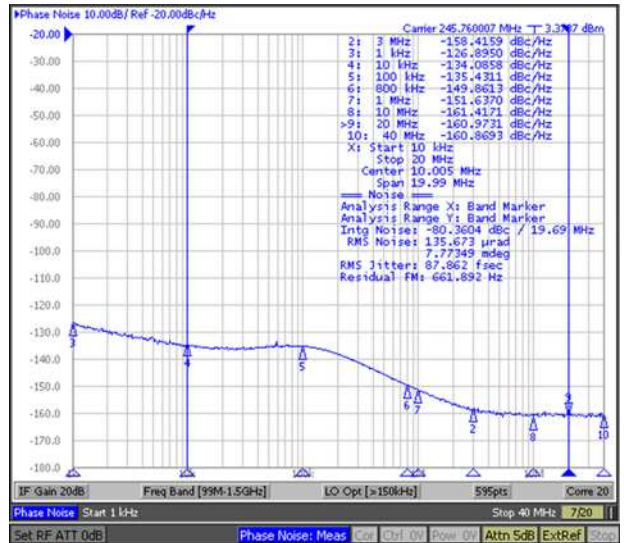 ▶Phase Noise 10.00dB/ Ref -20.00dBc/Hz
Carrier 245.760007 MHz 3.3787 dBm
-20.00
-30.00
-40.00
-50.00
-60.00
-70.00
-80.00
-90.00
-100.0
-110.0
-120.0
-130.0
-140.0
-150.0
-160.0
-170.0
-180.0
2: 3 MHz -158.4159 dBc/Hz
3: 1 kHz -126.8950 dBc/Hz
4: 10 kHz -134.0858 dBc/Hz
5: 100 kHz -135.4311 dBc/Hz
6: 800 kHz -149.8613 dBc/Hz
7: 1 MHz -151.6370 dBc/Hz
8: 10 MHz -161.4171 dBc/Hz
>9: 20 MHz -160.9731 dBc/Hz
10: 40 MHz -160.8693 dBc/Hz
X: Start 10 kHz
Stop 20 MHz
Center 10.005 MHz
Span 19.99 MHz
=== Noise ===
Analysis Range X: Band Marker
Analysis Range Y: Band Marker
Intg Noise: -80.3604 dBc / 19.69 MHz
RMS Noise: 135.673 µrad
7.77349 mdeg
RMS Jitter: 87.862 fsec
Residual FM: 661.892 Hz
3
4
5
6
7
2
8
9
10
IF Gain 20dB Freq Band [99M-1.5GHz] LO Opt [>150kHz] 595pts Corre 20
Phase Noise Start 1 kHz Stop 40 MHz 7/20
Set RF ATT 0dB Phase Noise: Meas Cor Ctrl 0V Pow 0V Attn 5dB ExtRef Stop